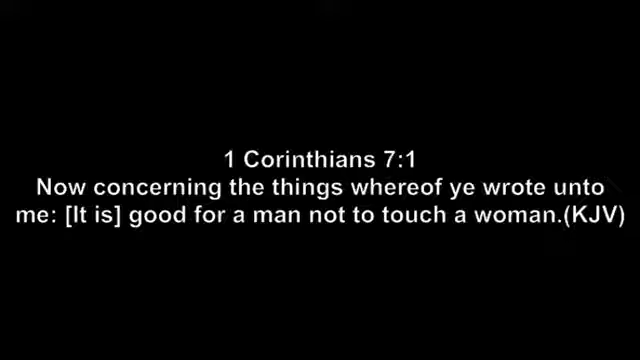 1 Corinthians 7:1
Now concerning the things whereof ye wrote unto
me: [It is] good for a man not to touch a woman.(KJV)